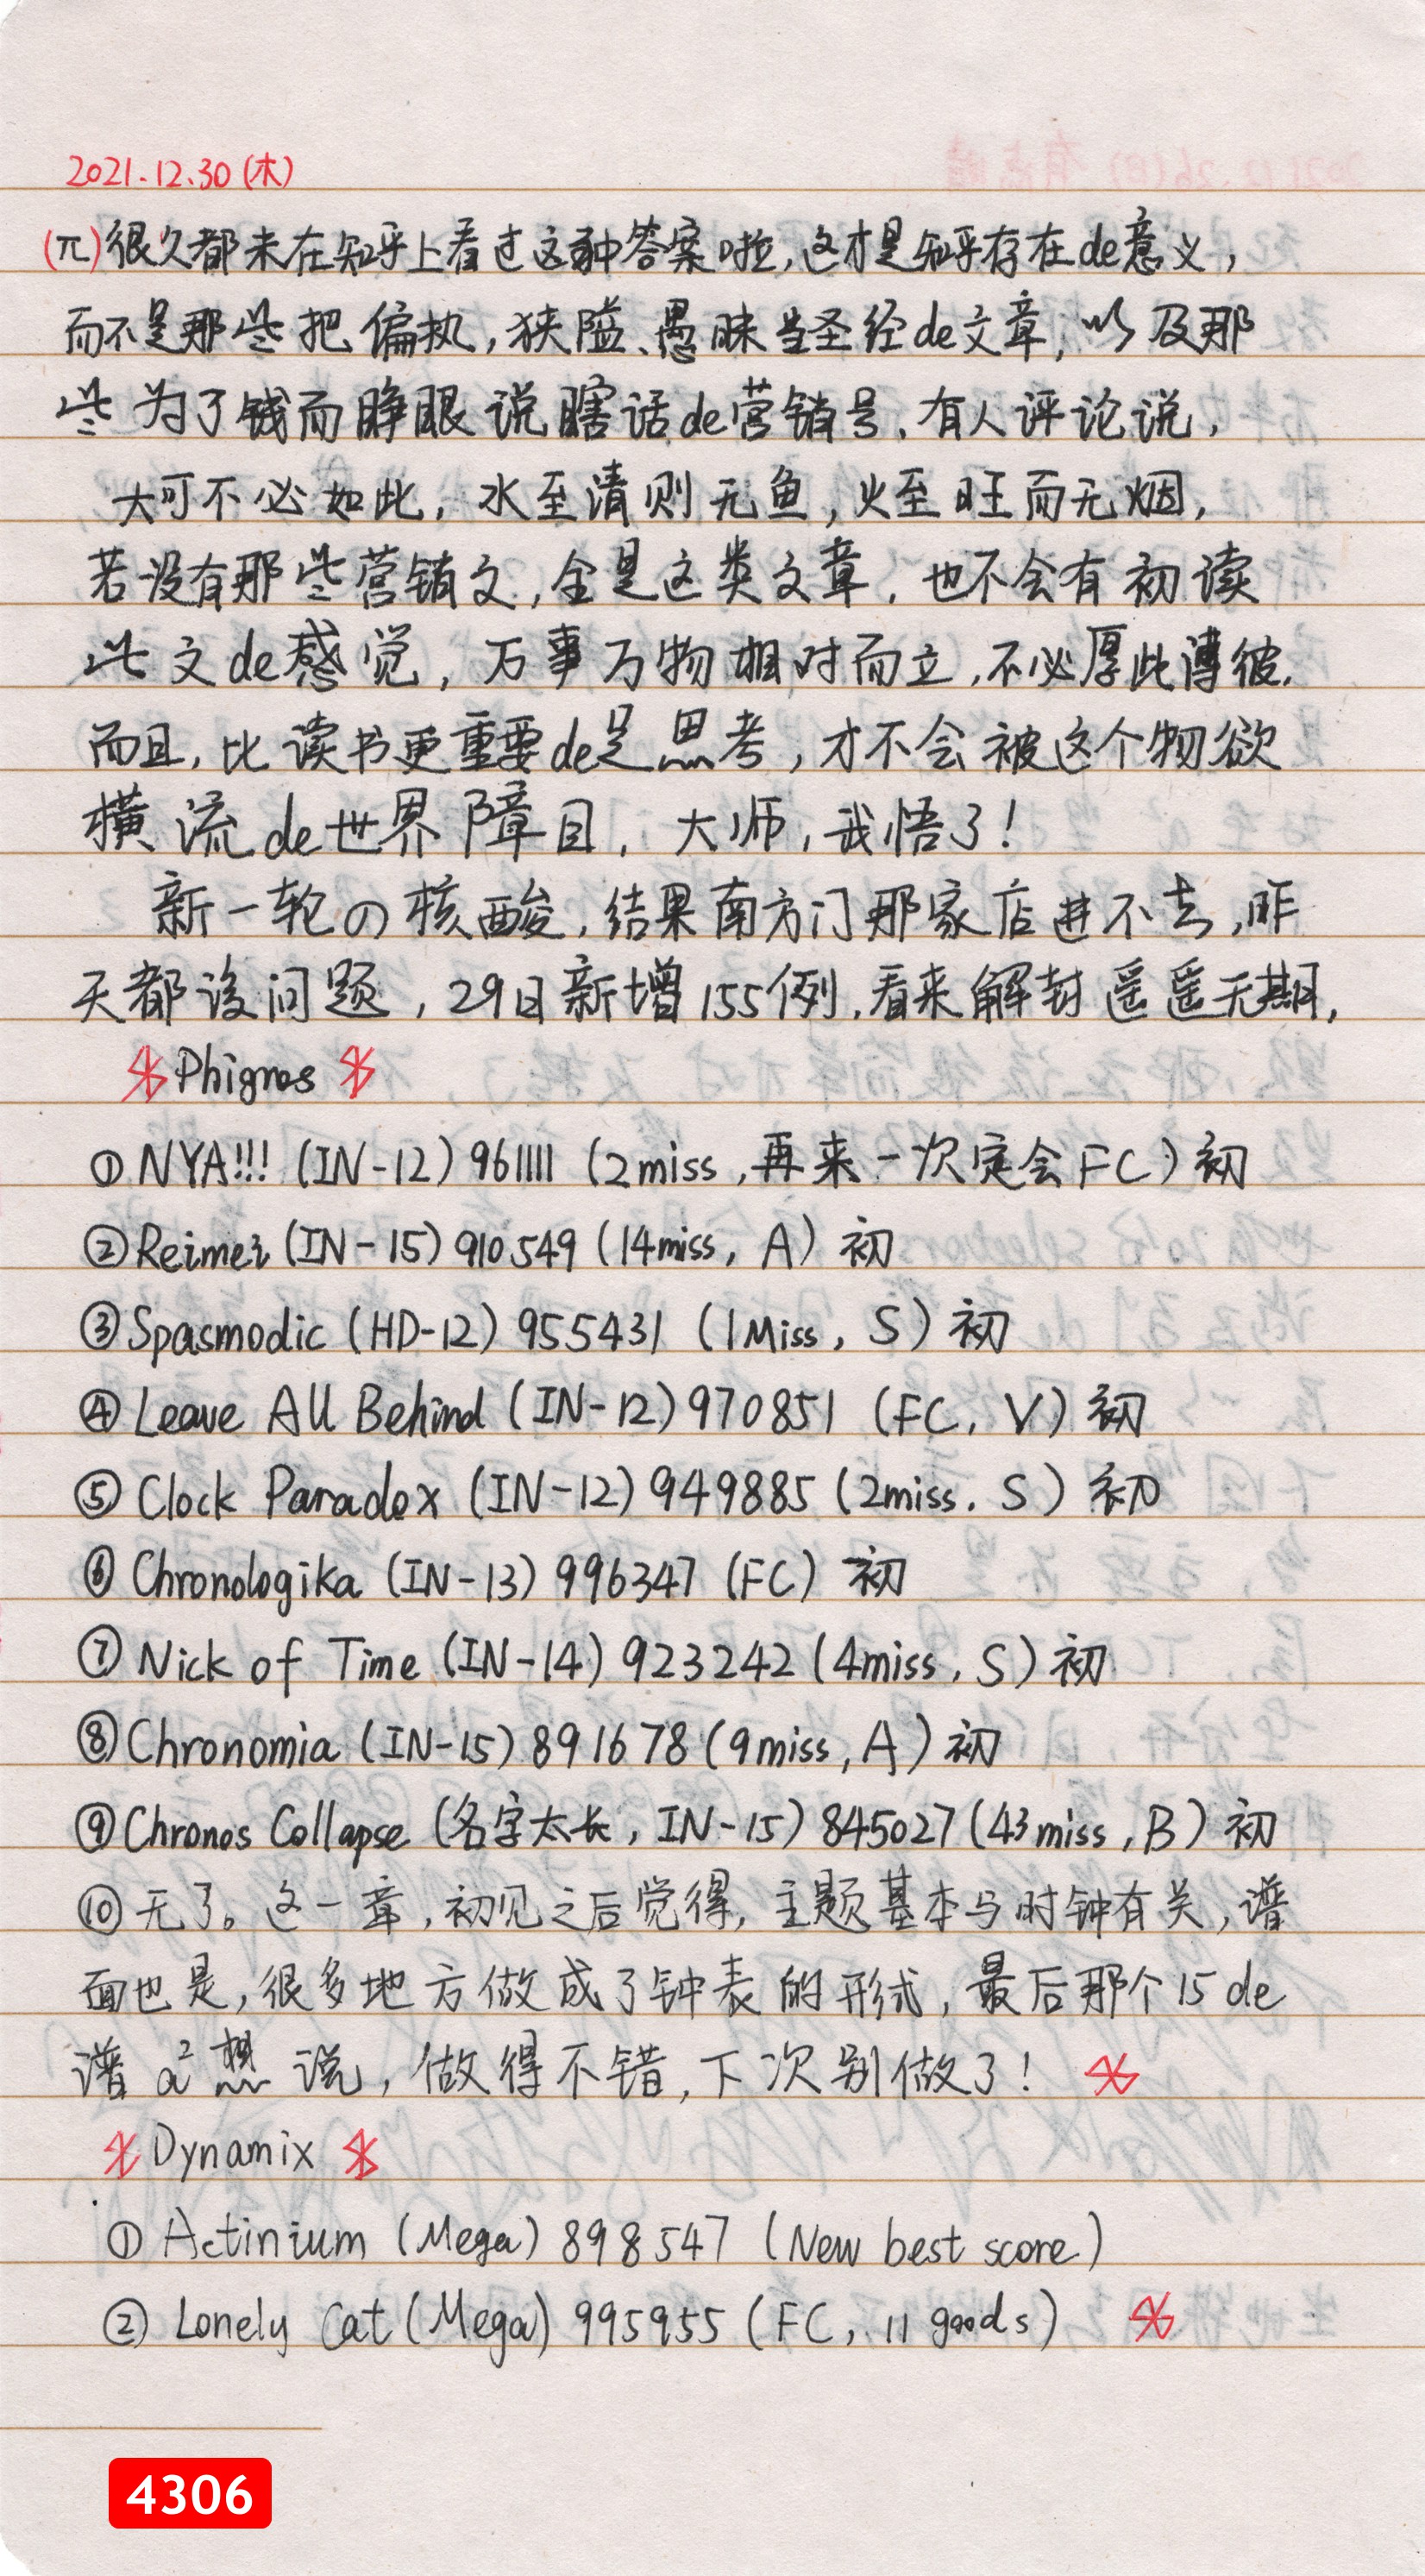 2021.12.30(木)
(π)很久都未在知乎上看过这种答案啦,这才是知乎存在de意义,
而不是那些把偏执,狭隘、愚昧当圣经de文章,以及那
些为了钱而睁眼说瞎话de营销号.有人评论说,
大可不必如此,水至清则无鱼,火至旺而无烟,
若没有那些营销文,全是这类文章,也不会有初读
此文de感觉,万事万物相对而立,不必厚此薄彼.
而且,比读书更重要de是思考,才不会被这个物欲
横流de世界障目,大师,我悟了!
新一轮の核酸,结果南方门那家店进不去,昨
天都没问题,29日新增155例,看来解封遥遥无期,
※Phigros※
①NYA!!! (IN-12) 961111 (2miss,再来一次定会FC)初
②Reimei (IN-15) 910549 (14miss, A) 初
③Spasmodic (HD-12) 955431 (1Miss, S) 初
④Leave All Behind (IN-12) 970851 (FC, V) 初
⑤Clock Paradox (IN-12) 949885 (2miss, S) 初
⑥Chronologika (IN-13) 996347 (FC) 初
⑦Nick of Time (IN-14) 923242 (4miss, S) 初
⑧Chronomia (IN-15) 891678 (9miss, A) 初
⑨Chronos Collapse (名字太长, IN-15) 845027 (43miss, B) 初
⑩无了。这一章,初见之后觉得,主题基本与时钟有关,谱
面也是,很多地方做成了钟表的形式,最后那个15de
谱a²想说,做得不错,下次别做了! ※
※Dynamix※
①Actinium (Mega) 898547 (New best score)
②Lonely Cat (Mega) 995955 (FC, 11 goods) ※
4306